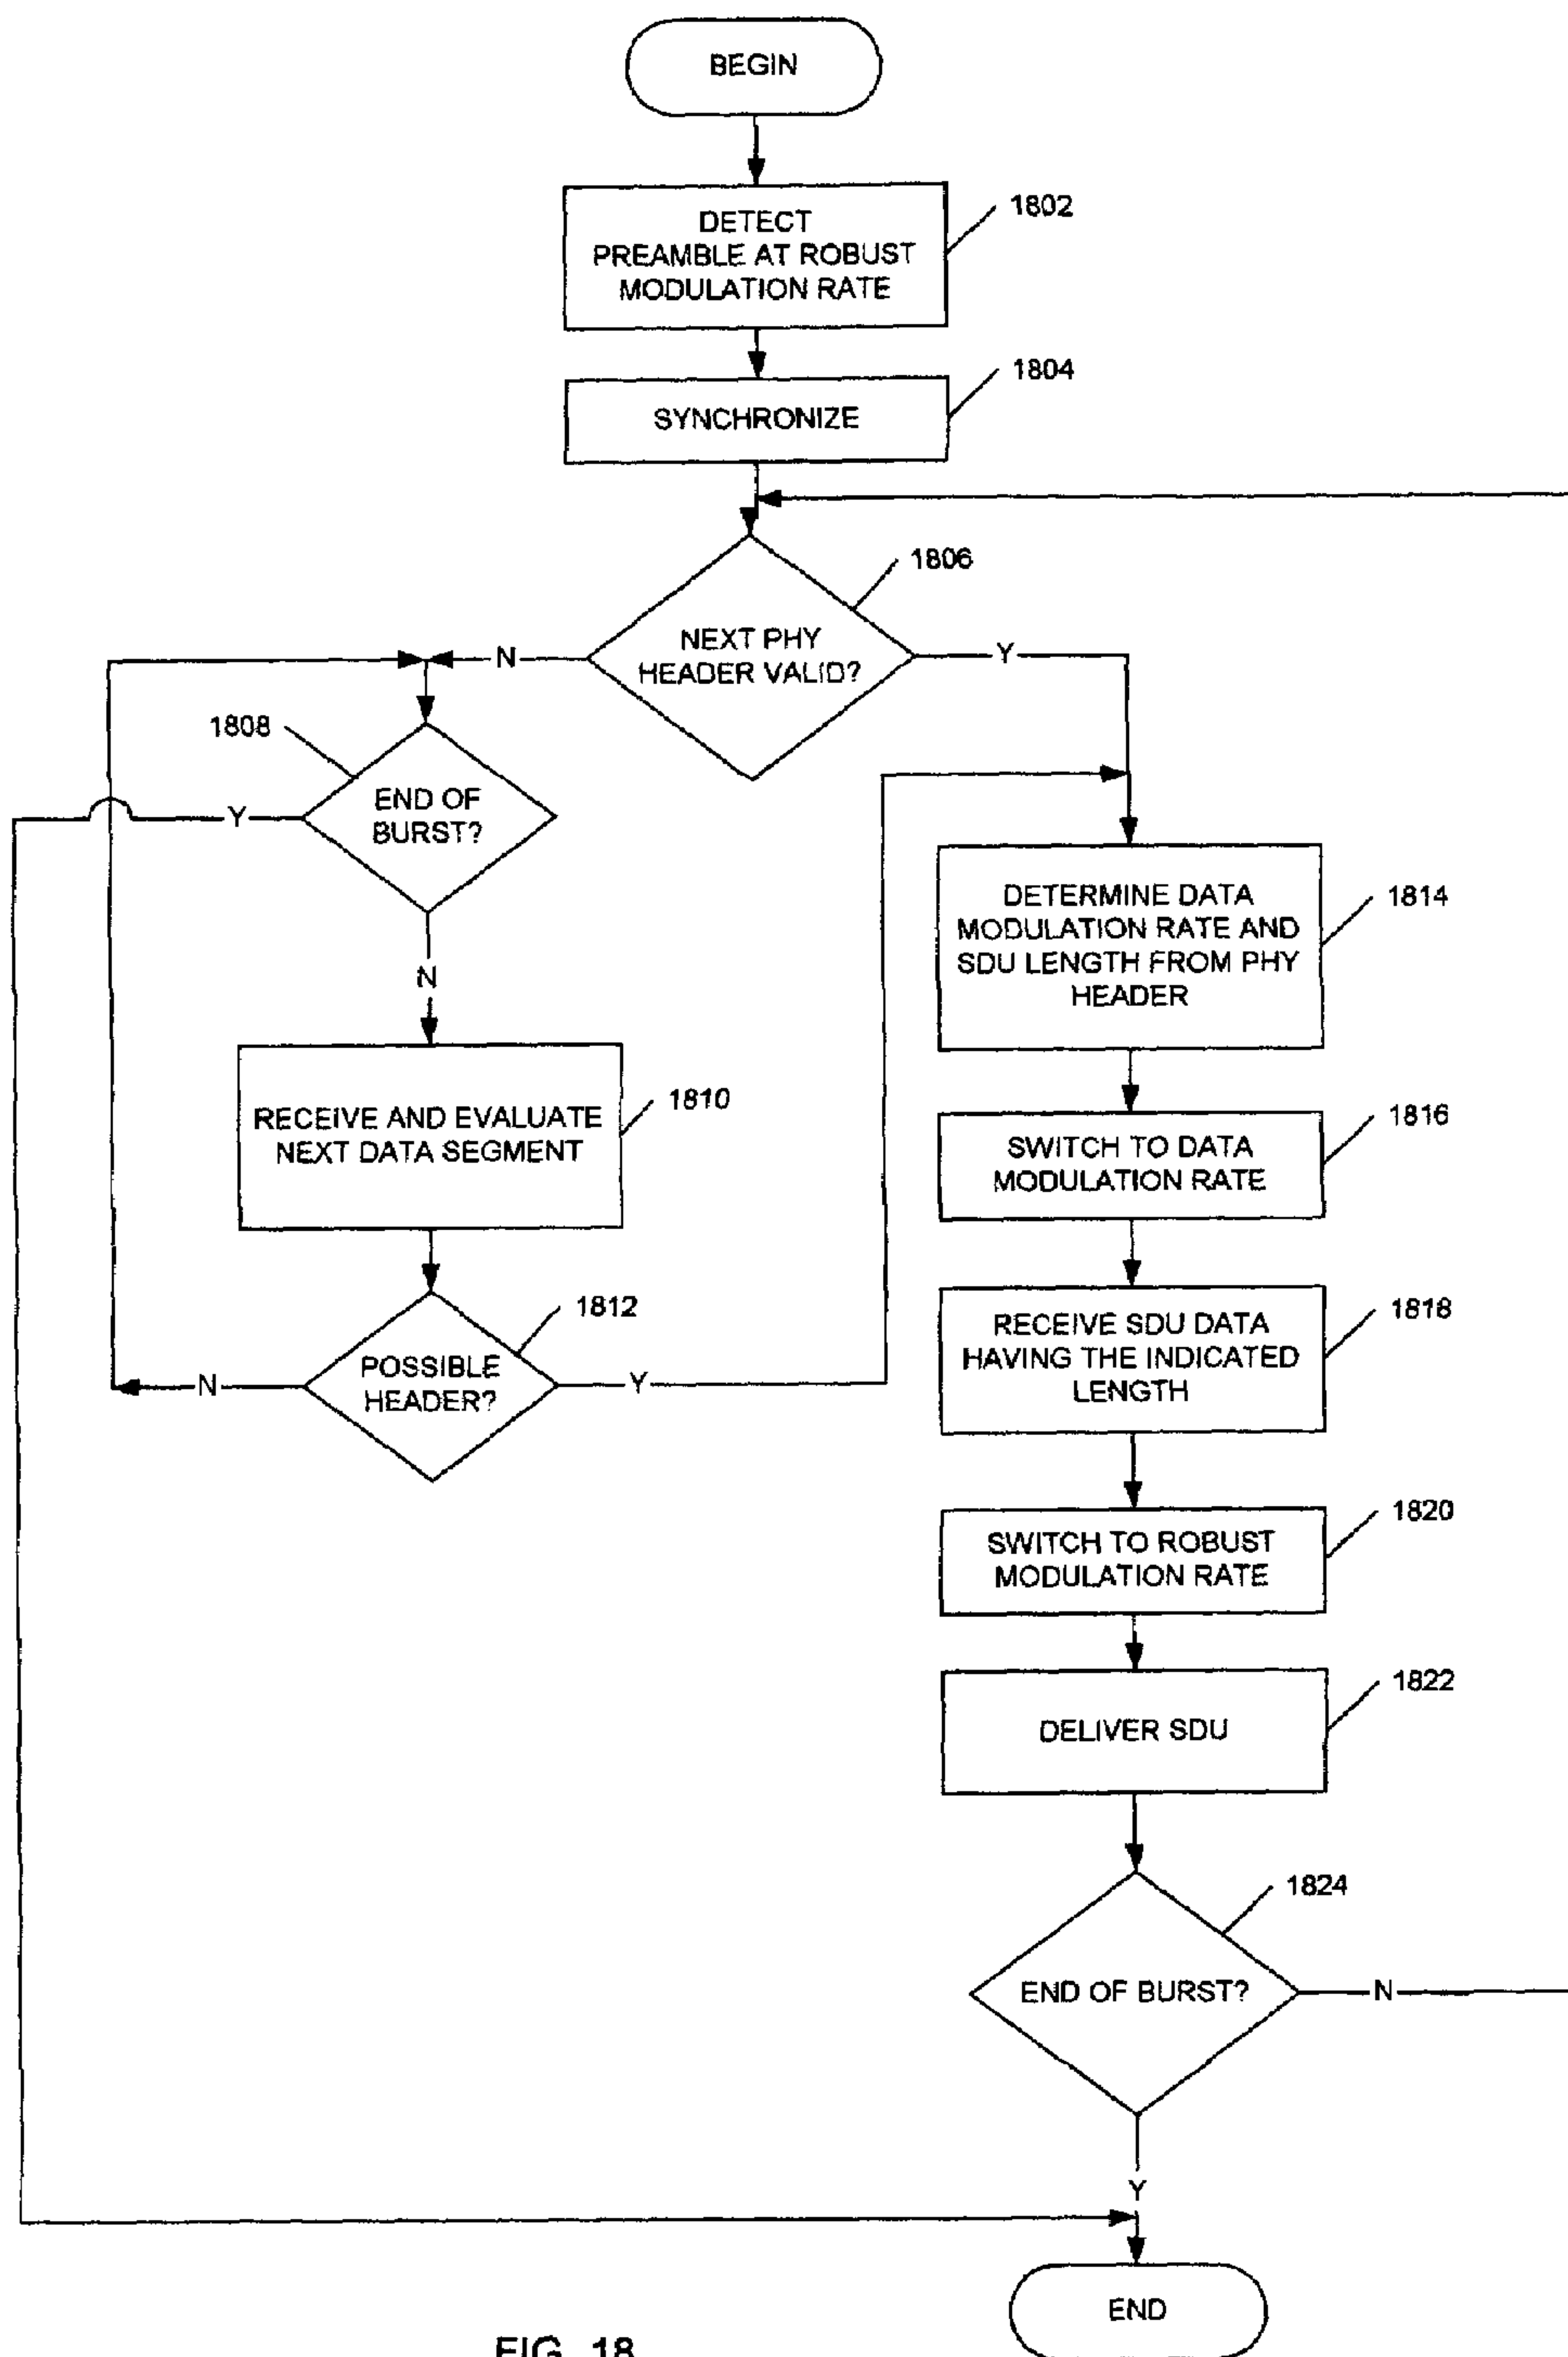 BEGIN
DETECT
PREAMBLE AT ROBUST
MODULATION RATE
1802
SYNCHRONIZE
1804
NEXT PHY
HEADER VALID?
1806
N
Y
1808
END OF
BURST?
Y
N
RECEIVE AND EVALUATE
NEXT DATA SEGMENT
1810
POSSIBLE
HEADER?
1812
N
Y
DETERMINE DATA
MODULATION RATE AND
SDU LENGTH FROM PHY
HEADER
1814
SWITCH TO DATA
MODULATION RATE
1816
RECEIVE SDU DATA
HAVING THE INDICATED
LENGTH
1818
SWITCH TO ROBUST
MODULATION RATE
1820
DELIVER SDU
1822
END OF BURST?
1824
N
Y
END
FIG. 18